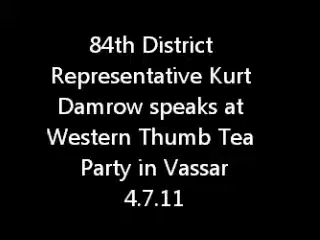 84th District
Representative Kurt
Damrow speaks at
Western Thumb Tea
Party in Vassar
4.7.11